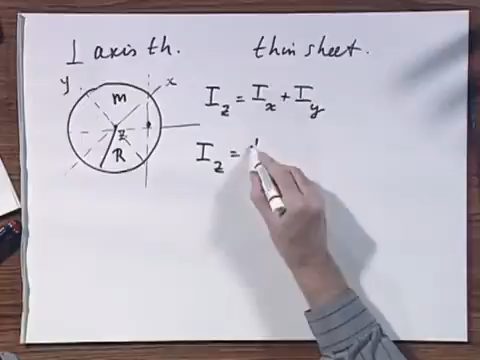 ⊥ axis th. thin sheet.
y x
m
I_z = I_x + I_y
z
R
I_z =